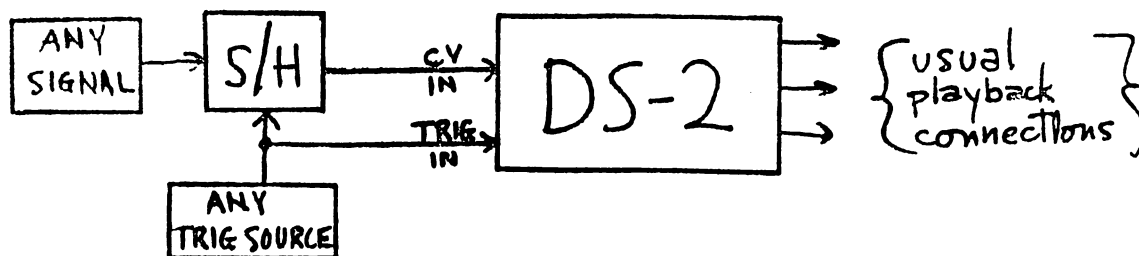 ANY
SIGNAL
S/H
CV
IN
TRIG
IN
DS-2
usual
playback
connections
ANY
TRIG SOURCE